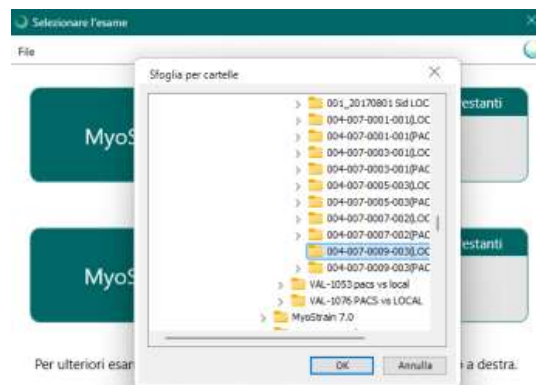 Selezionare l'esame
File
Sfoglia per cartelle
001_20170801 Sid LOC
004-007-0001-001(LOC
004-007-0001-001(PAC
004-007-0003-001(LOC
004-007-0003-001(PAC
004-007-0005-003(LOC
004-007-0005-003(PAC
004-007-0007-002(LOC
004-007-0007-002(PAC
004-007-0009-003(LOC
004-007-0009-003(PAC
VAL-1053 pacs vs local
VAL-1076 PACS vs LOCAL
MyoStrain 7.0
OK
Annulla
MyoS
estanti
MyoS
estanti
Per ulteriori esar
o a destra.